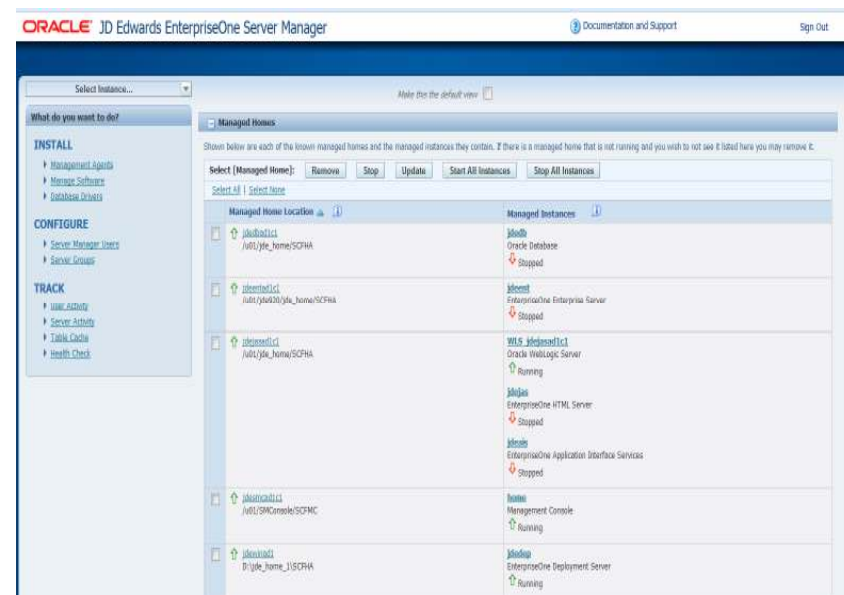 ORACLE® JD Edwards EnterpriseOne Server Manager
Documentation and Support
Sign Out
Select Instance...
Make this the default view
What do you want to do?
INSTALL
Management Agents
Manage Software
Database Drivers
CONFIGURE
Server Manager Users
Server Groups
TRACK
User Activity
Server Activity
Table Cache
Health Check
Managed Homes
Shown below are each of the known managed homes and the managed instances they contain. If there is a managed home that is not running and you wish to not see it listed here you may remove it.
Select [Managed Home]: Remove Stop Update Start All Instances Stop All Instances
Select All | Select None
Managed Home Location
Managed Instances
jdedbad1c1
/u01/jde_home/SCFHA
jdedb
Oracle Database
Stopped
jdeentad1c1
/u01/jde920/jde_home/SCFHA
jdeent
EnterpriseOne Enterprise Server
Stopped
jdejasad1c1
/u01/jde_home/SCFHA
WLS_jdejasad1c1
Oracle WebLogic Server
Running
jdejas
EnterpriseOne HTML Server
Stopped
jdeais
EnterpriseOne Application Interface Services
Stopped
jdesmcad1c1
/u01/SMConsole/SCFMC
home
Management Console
Running
D:\jde_home_1\SCFHA
jdedep
EnterpriseOne Deployment Server
Running